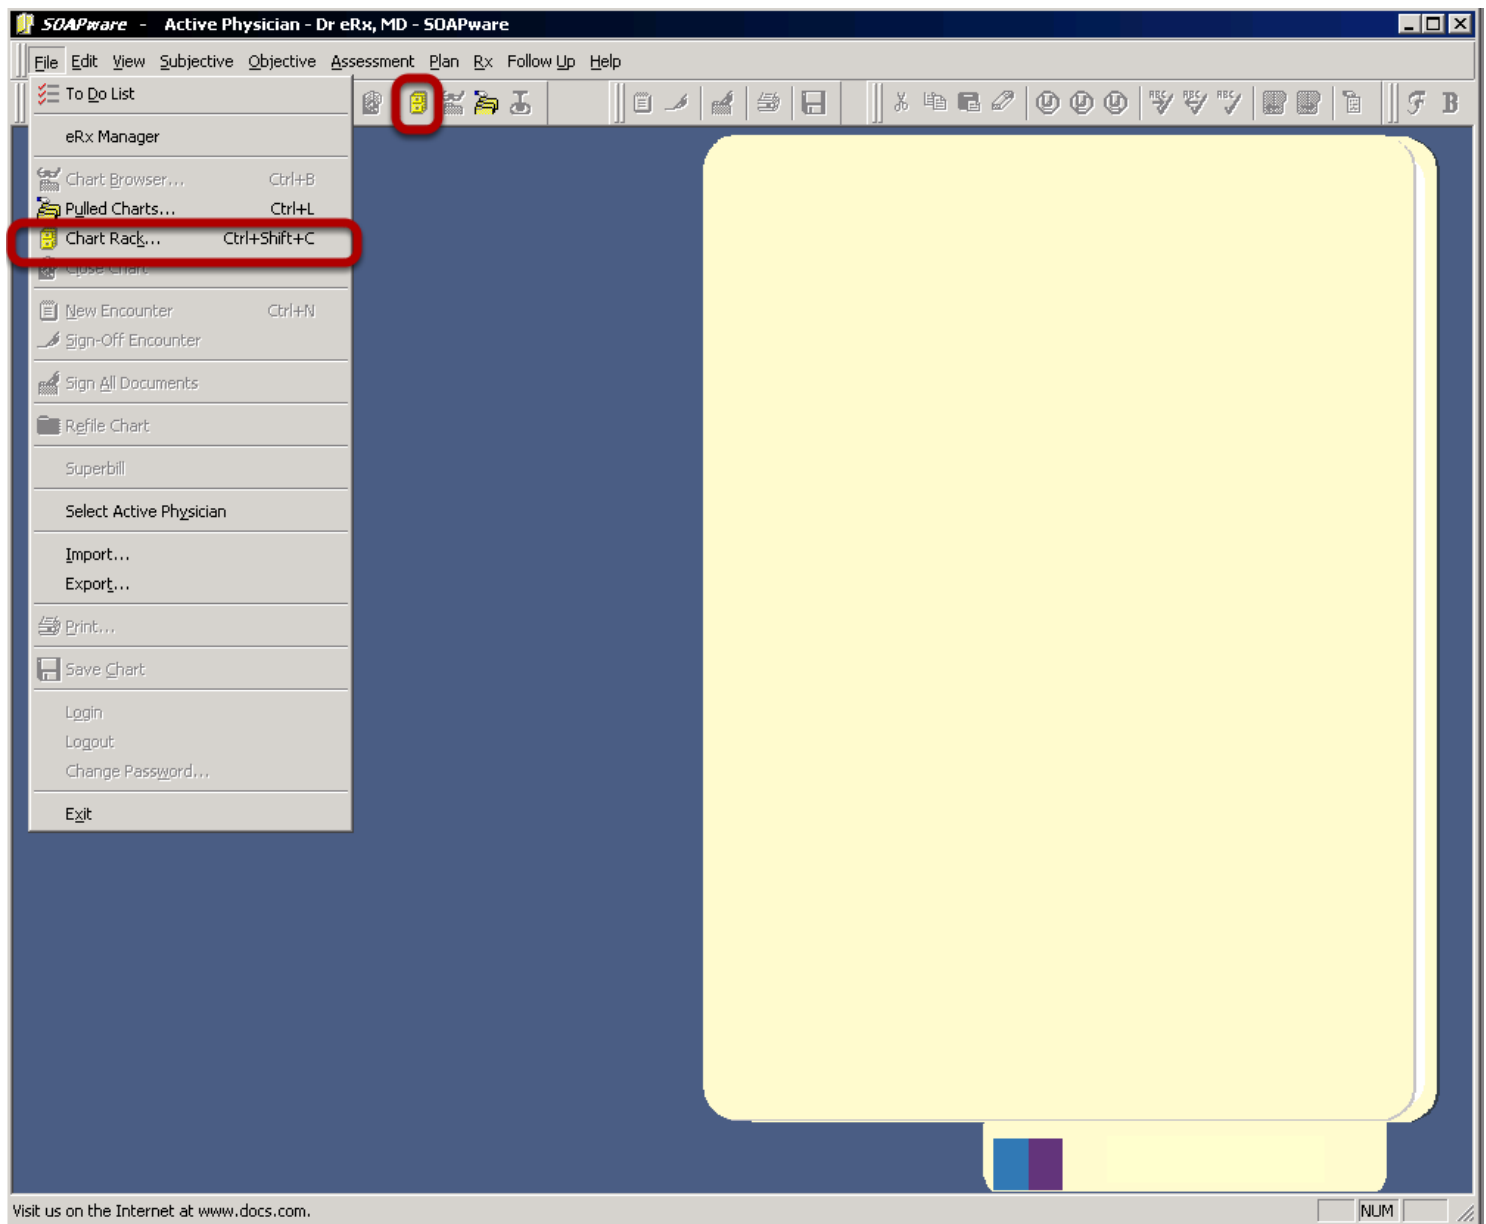 SOAPware - Active Physician - Dr eRx, MD - SOAPware
File Edit View Subjective Objective Assessment Plan Rx Follow Up Help
To Do List
eRx Manager
Chart Browser... Ctrl+B
Pulled Charts... Ctrl+L
Chart Rack... Ctrl+Shift+C
Close Chart
New Encounter Ctrl+N
Sign-Off Encounter
Sign All Documents
Refile Chart
Superbill
Select Active Physician
Import...
Export...
Print...
Save Chart
Login
Logout
Change Password...
Exit
Visit us on the Internet at www.docs.com.
NUM